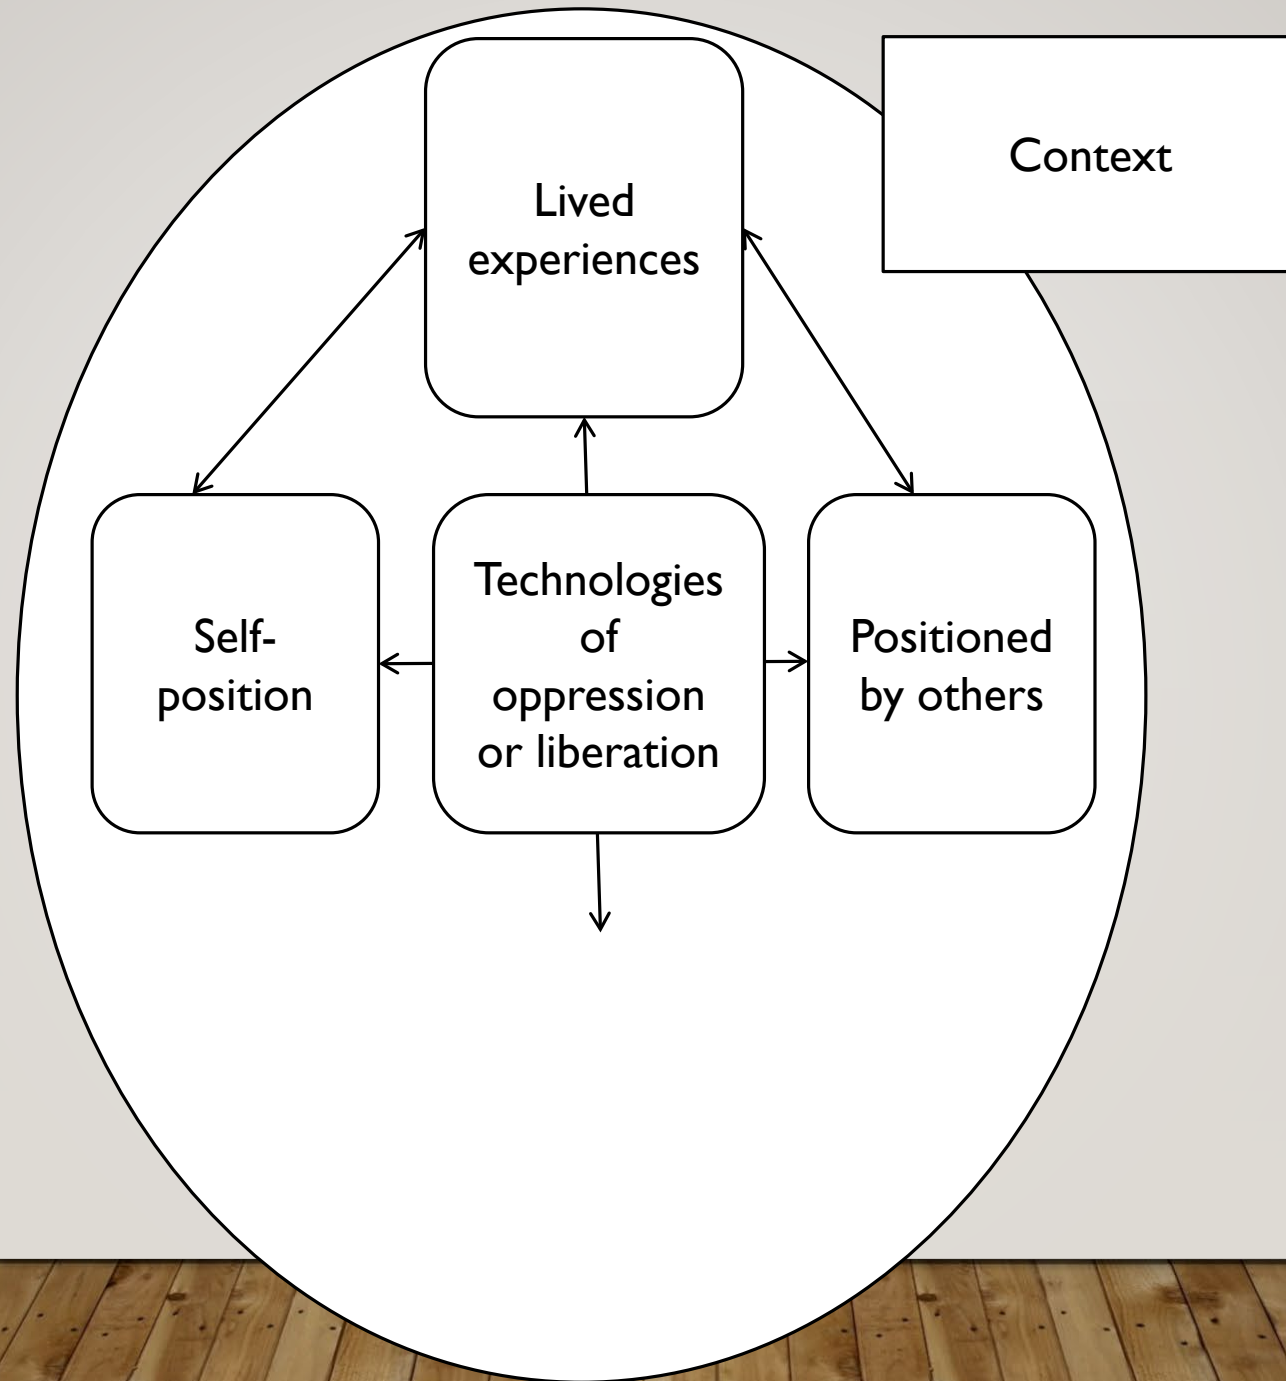 Context
Lived
experiences
Self-
position
Technologies
of
oppression
or liberation
Positioned
by others